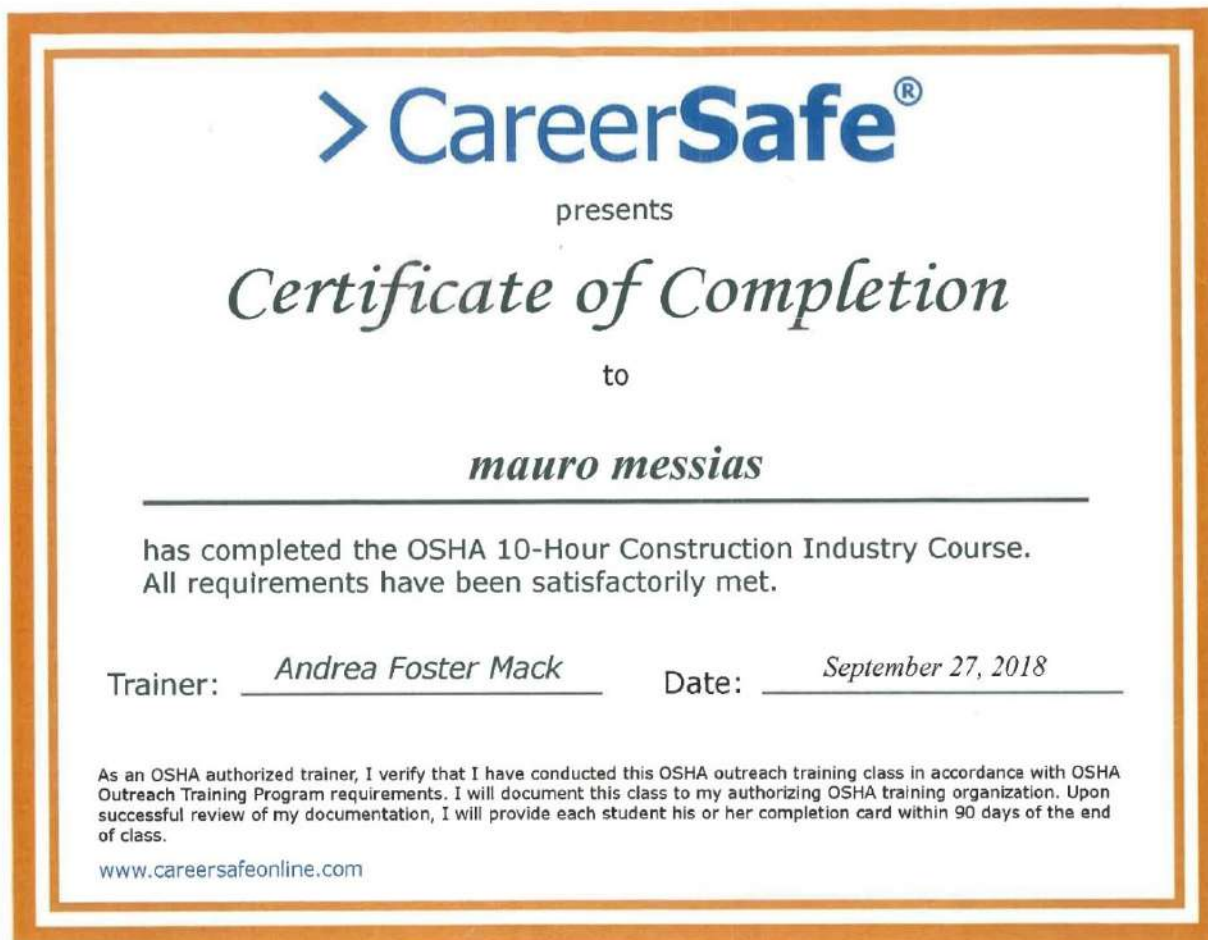 >CareerSafe®
presents
Certificate of Completion
to
mauro messias
has completed the OSHA 10-Hour Construction Industry Course.
All requirements have been satisfactorily met.
Trainer: Andrea Foster Mack Date: September 27, 2018
As an OSHA authorized trainer, I verify that I have conducted this OSHA outreach training class in accordance with OSHA
Outreach Training Program requirements. I will document this class to my authorizing OSHA training organization. Upon
successful review of my documentation, I will provide each student his or her completion card within 90 days of the end
of class.
www.careersafeonline.com